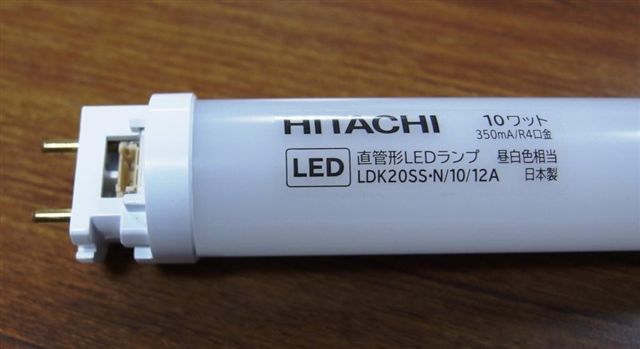 HITACHI
10ワット
350mA/R4口金
LED
直管形LEDランプ 昼白色相当
LDK20SS・N/10/12A 日本製